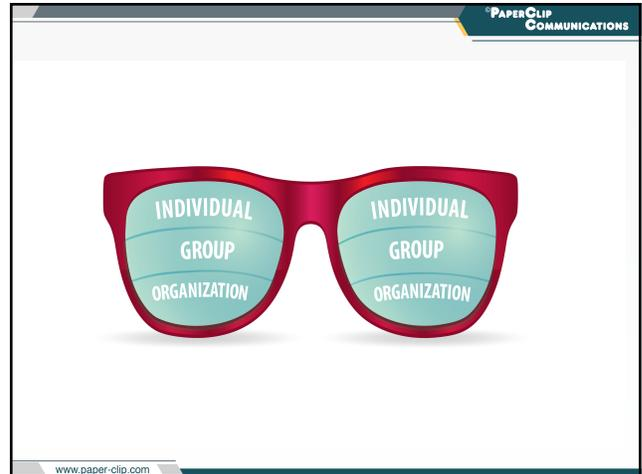 ©PAPERCLIP
COMMUNICATIONS
INDIVIDUAL
GROUP
ORGANIZATION
INDIVIDUAL
GROUP
ORGANIZATION
www.paper-clip.com